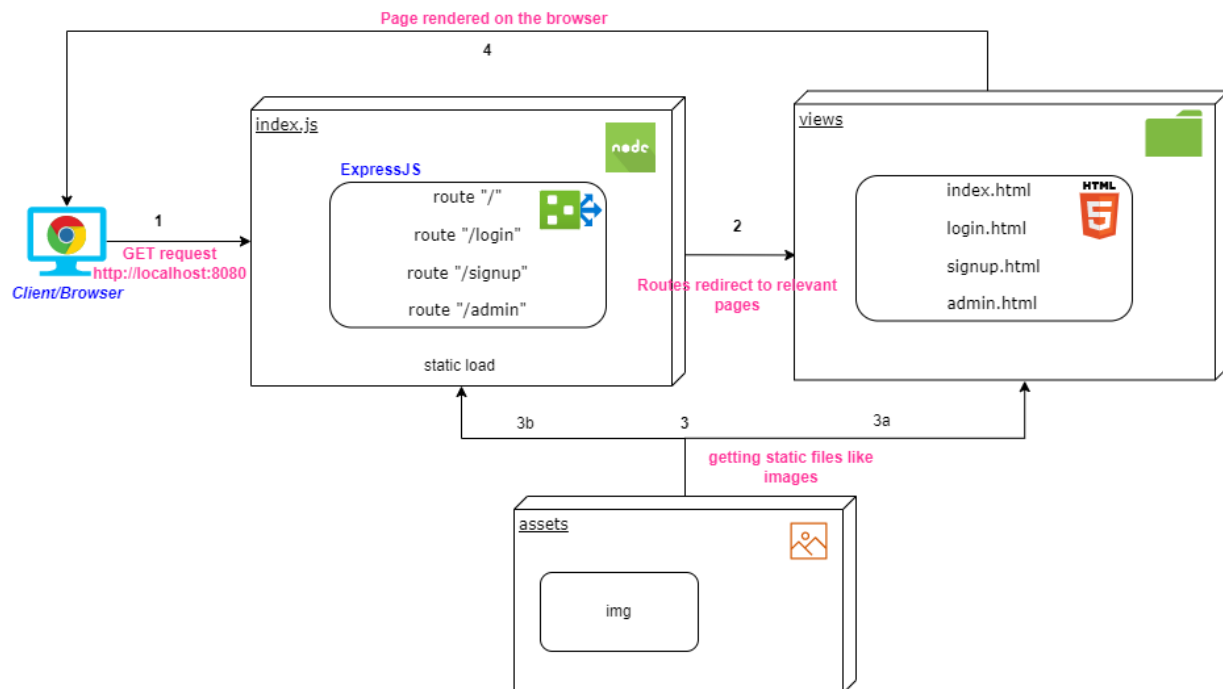 Page rendered on the browser
4
index.js
node
ExpressJS
route "/"
route "/login"
route "/signup"
route "/admin"
static load
views
HTML
5
index.html
login.html
signup.html
admin.html
1
GET request
http://localhost:8080
Client/Browser
2
Routes redirect to relevant
pages
3b
3
3a
getting static files like
images
assets
img